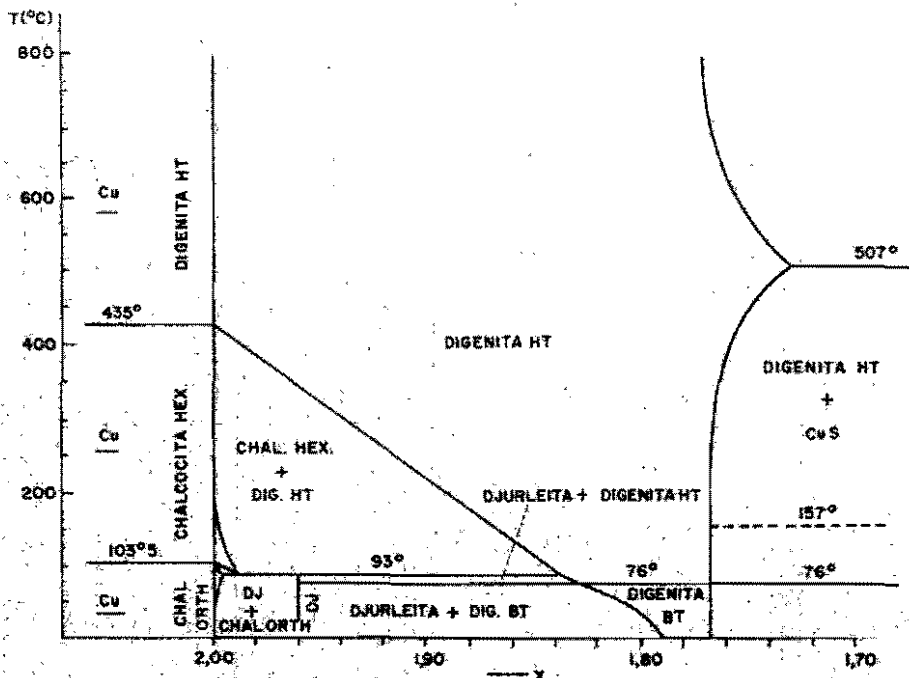 T(°C)
800
600
400
200
Cu
Cu
Cu
DIGENITA HT
CHALCOCITA HEX.
CHAL
ORTH
435°
103°5
507°
DIGENITA HT
DIGENITA HT
+
CuS
CHAL. HEX.
+
DIG. HT
DJURLEITA + DIGENITA HT
157°
93°
76°
76°
DJ
+
CHAL ORTH
DJ
DJURLEITA + DIG. BT
DIGENITA
BT
2,00
1,90
1,80
1,70
X